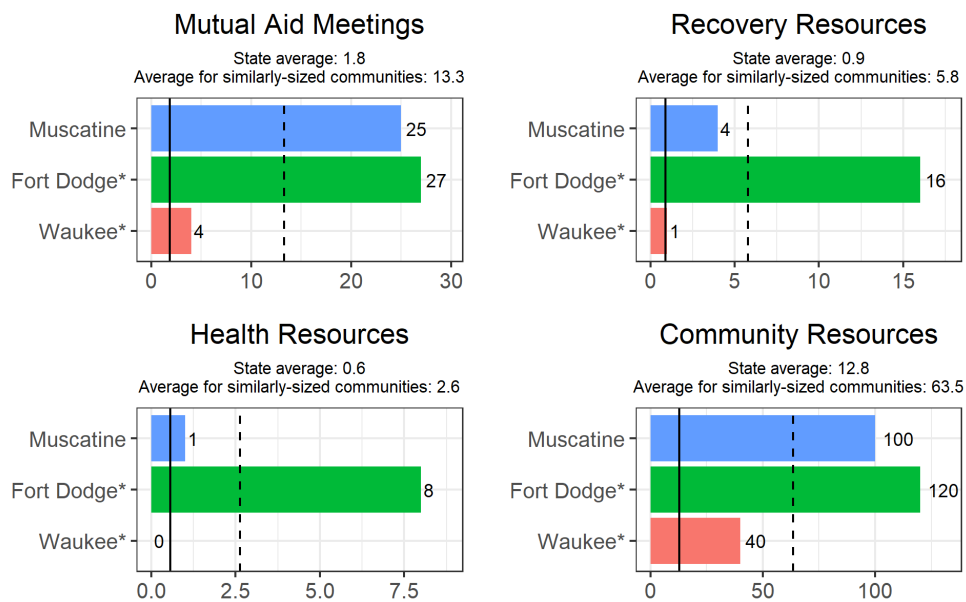 Mutual Aid Meetings
State average: 1.8
Average for similarly-sized communities: 13.3
Muscatine
25
Fort Dodge*
27
Waukee*
4
0
10
20
30
Recovery Resources
State average: 0.9
Average for similarly-sized communities: 5.8
Muscatine
4
Fort Dodge*
16
Waukee*
1
0
5
10
15
Health Resources
State average: 0.6
Average for similarly-sized communities: 2.6
Muscatine
1
Fort Dodge*
8
Waukee*
0
0.0
2.5
5.0
7.5
Community Resources
State average: 12.8
Average for similarly-sized communities: 63.5
Muscatine
100
Fort Dodge*
120
Waukee*
40
0
50
100